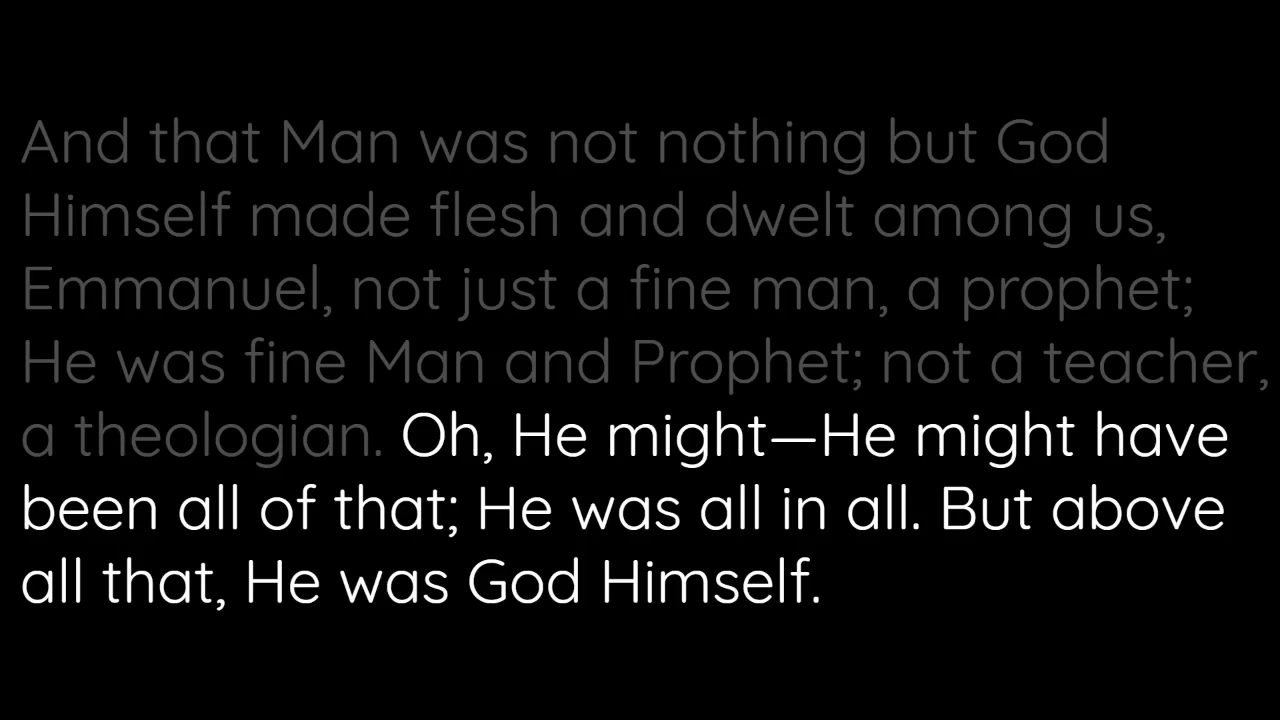 And that Man was not nothing but God
Himself made flesh and dwelt among us,
Emmanuel, not just a fine man, a prophet;
He was fine Man and Prophet; not a teacher,
a theologian. Oh, He might—He might have
been all of that; He was all in all. But above
all that, He was God Himself.